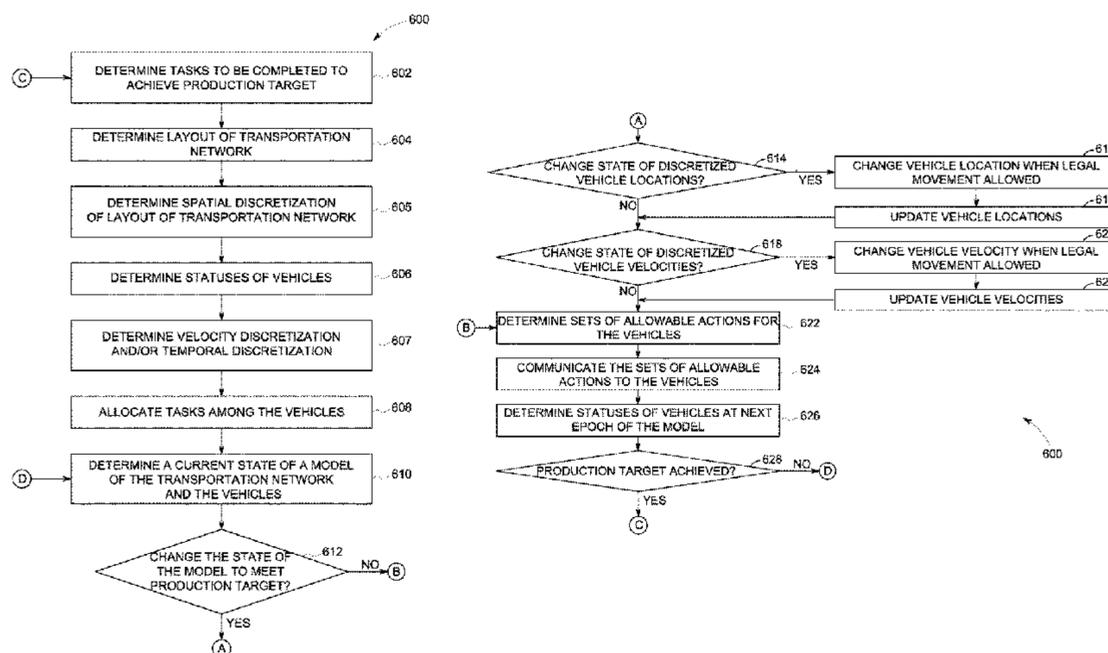 600
C
DETERMINE TASKS TO BE COMPLETED TO
ACHIEVE PRODUCTION TARGET
602
DETERMINE LAYOUT OF TRANSPORTATION
NETWORK
604
DETERMINE SPATIAL DISCRETIZATION
OF LAYOUT OF TRANSPORTATION NETWORK
605
DETERMINE STATUSES OF VEHICLES
606
DETERMINE VELOCITY DISCRETIZATION
AND/OR TEMPORAL DISCRETIZATION
607
ALLOCATE TASKS AMONG THE VEHICLES
608
D
DETERMINE A CURRENT STATE OF A MODEL
OF THE TRANSPORTATION NETWORK
AND THE VEHICLES
610
CHANGE THE STATE OF
THE MODEL TO MEET
PRODUCTION TARGET?
612
NO
B
YES
A
A
CHANGE STATE OF DISCRETIZED
VEHICLE LOCATIONS?
614
YES
NO
CHANGE VEHICLE LOCATION WHEN LEGAL
MOVEMENT ALLOWED
UPDATE VEHICLE LOCATIONS
CHANGE STATE OF DISCRETIZED
VEHICLE VELOCITIES?
618
YES
NO
CHANGE VEHICLE VELOCITY WHEN LEGAL
MOVEMENT ALLOWED
UPDATE VEHICLE VELOCITIES
B
DETERMINE SETS OF ALLOWABLE ACTIONS FOR
THE VEHICLES
622
COMMUNICATE THE SETS OF ALLOWABLE
ACTIONS TO THE VEHICLES
624
DETERMINE STATUSES OF VEHICLES AT NEXT
EPOCH OF THE MODEL
626
PRODUCTION TARGET ACHIEVED?
628
NO
D
YES
C
600